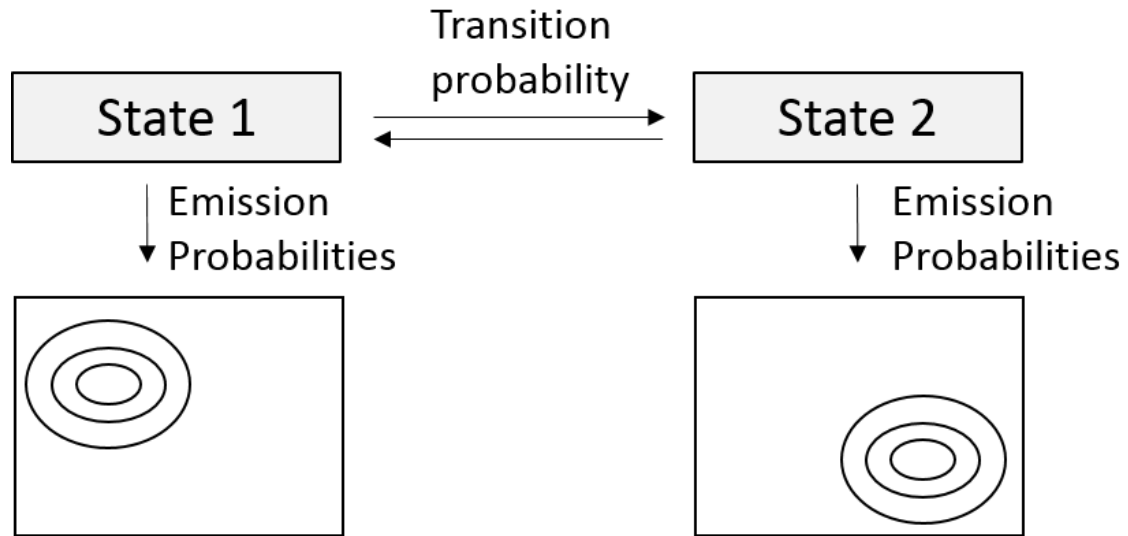 Transition
probability
State 1
State 2
Emission
Probabilities
Emission
Probabilities